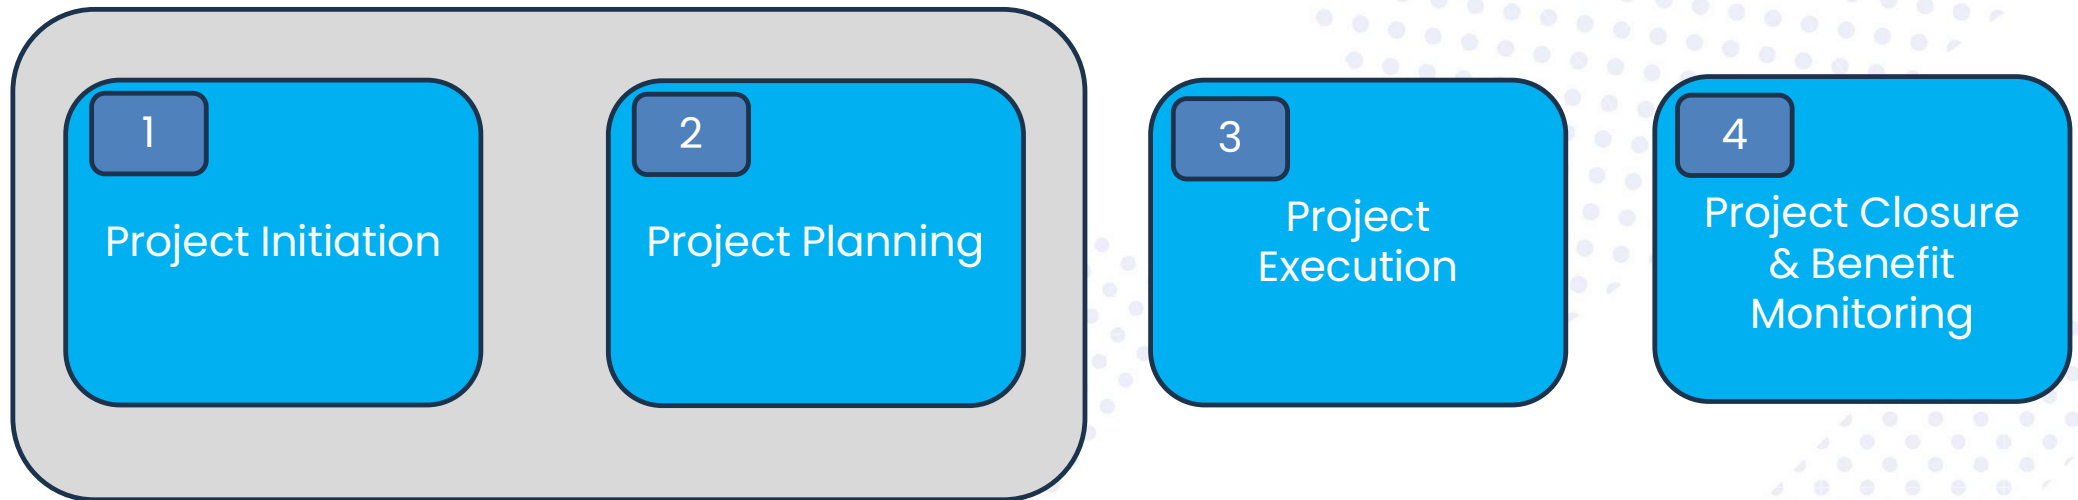 1
Project Initiation
2
Project Planning
3
Project
Execution
4
Project Closure
& Benefit
Monitoring